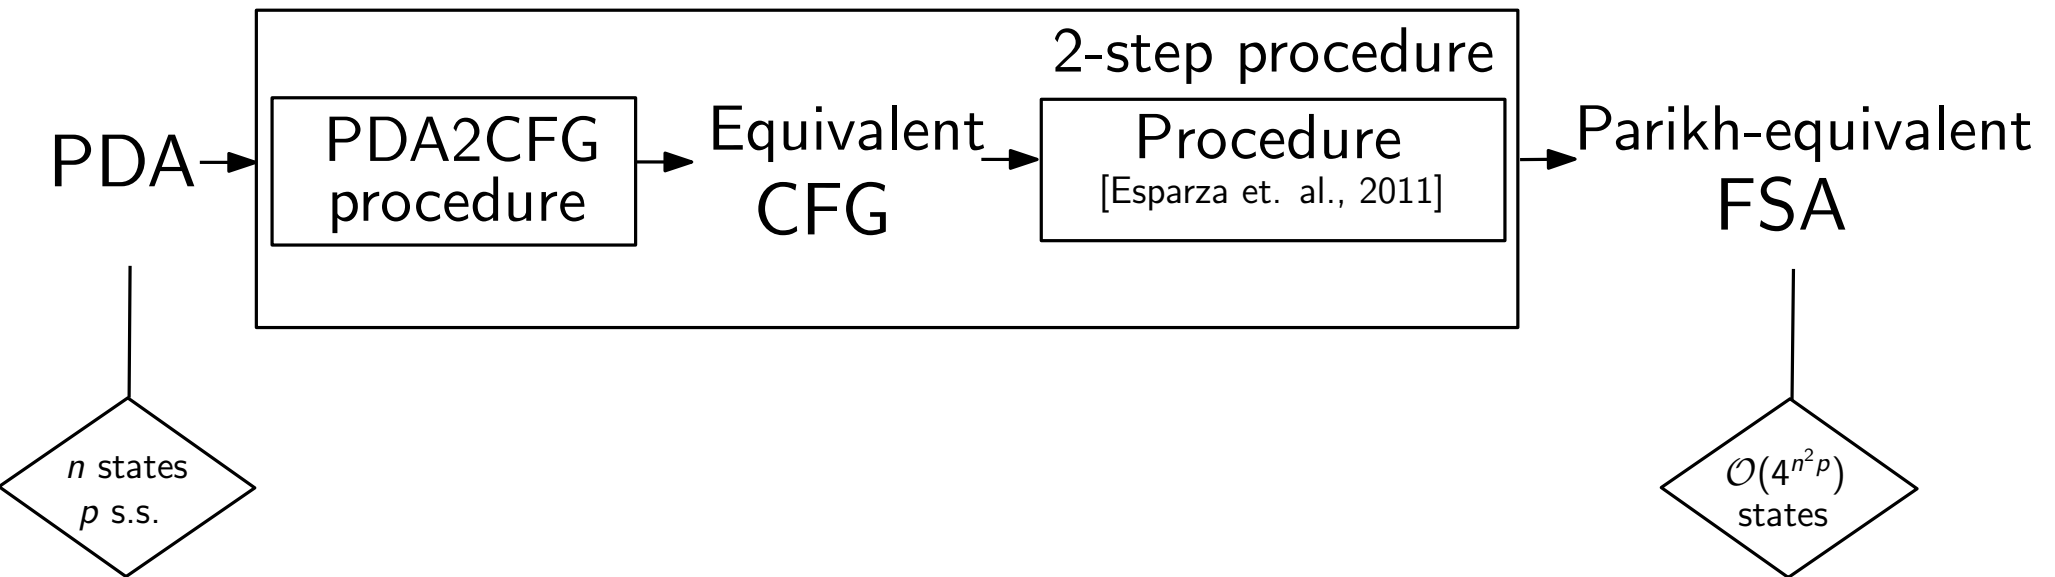 2-step procedure
PDA
PDA2CFG
procedure
Equivalent
CFG
Procedure
[Esparza et. al., 2011]
Parikh-equivalent
FSA
n states
p s.s.
𝒪(4^{n^2 p})
states